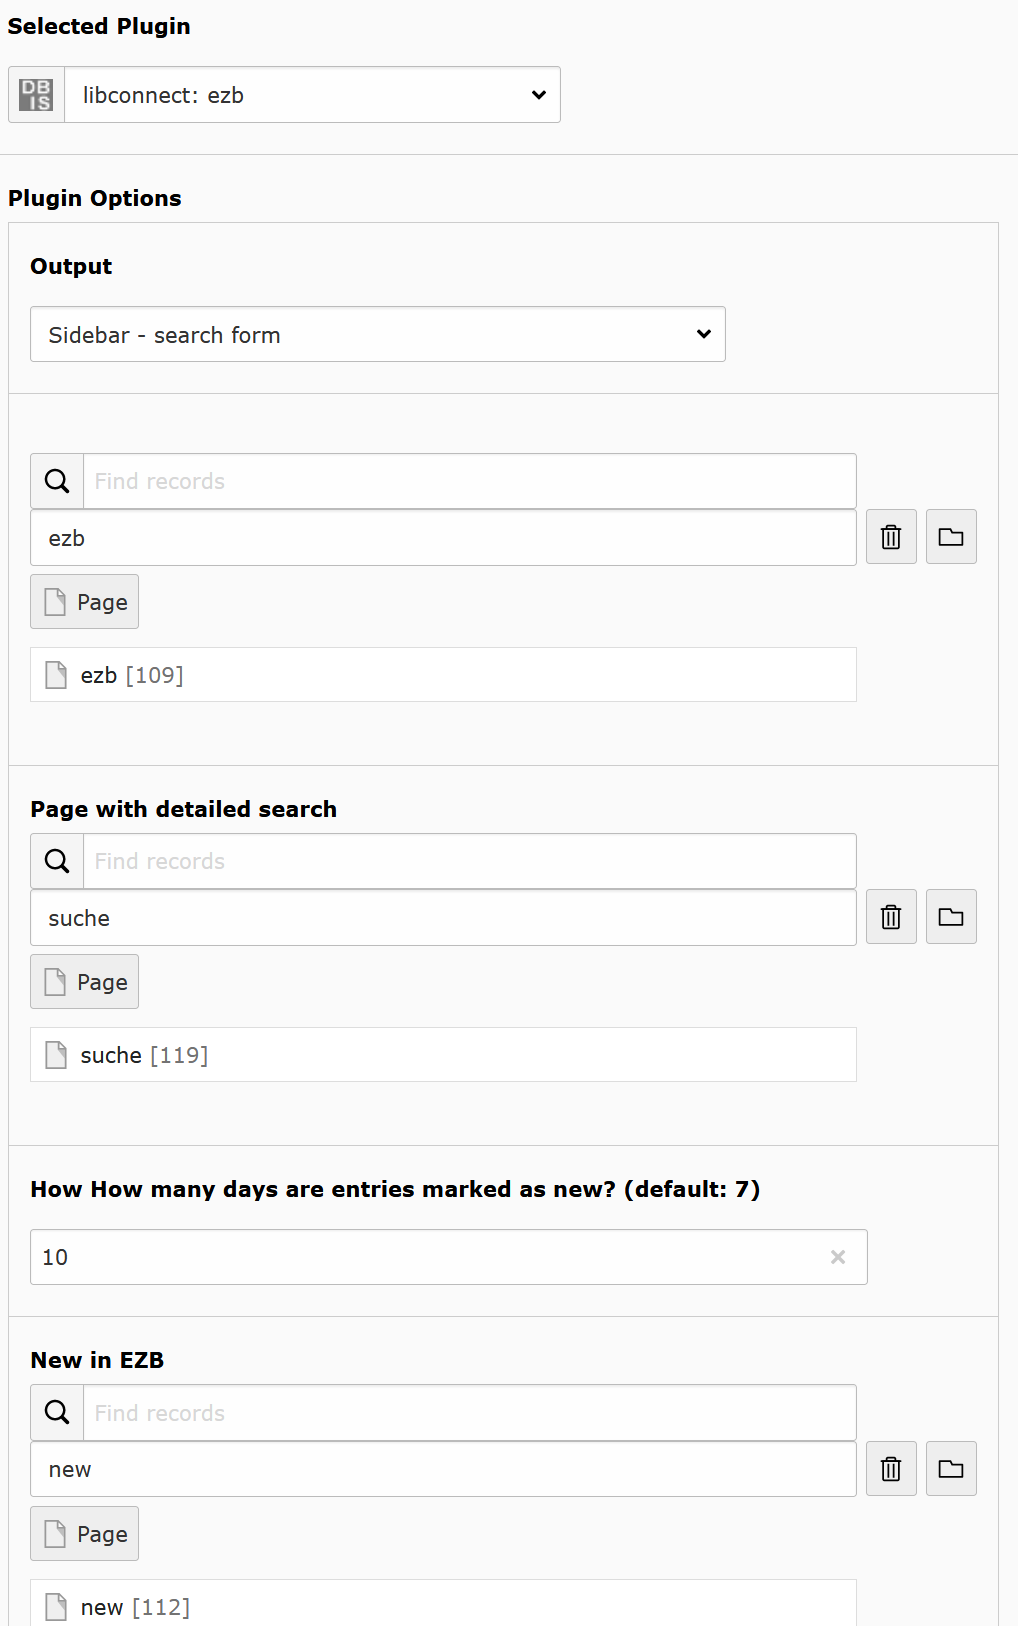 Selected Plugin
DB
IS
libconnect: ezb
Plugin Options
Output
Sidebar - search form
Find records
ezb
Page
ezb [109]
Page with detailed search
Find records
suche
Page
suche [119]
How How many days are entries marked as new? (default: 7)
10
New in EZB
Find records
new
Page
new [112]